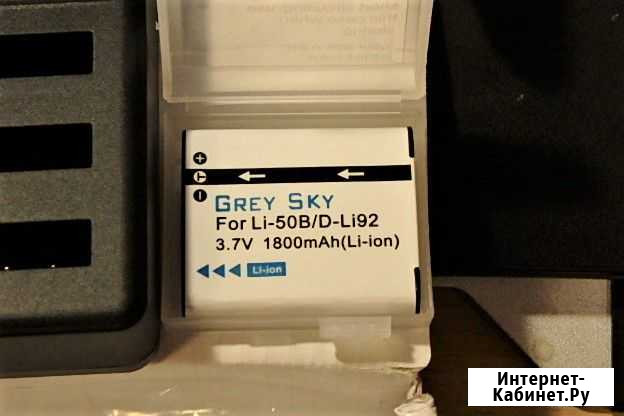 GREY SKY
For Li-50B/D-Li92
3.7V 1800mAh(Li-ion)
Li-ion
Интернет-
Кабинет.Ру